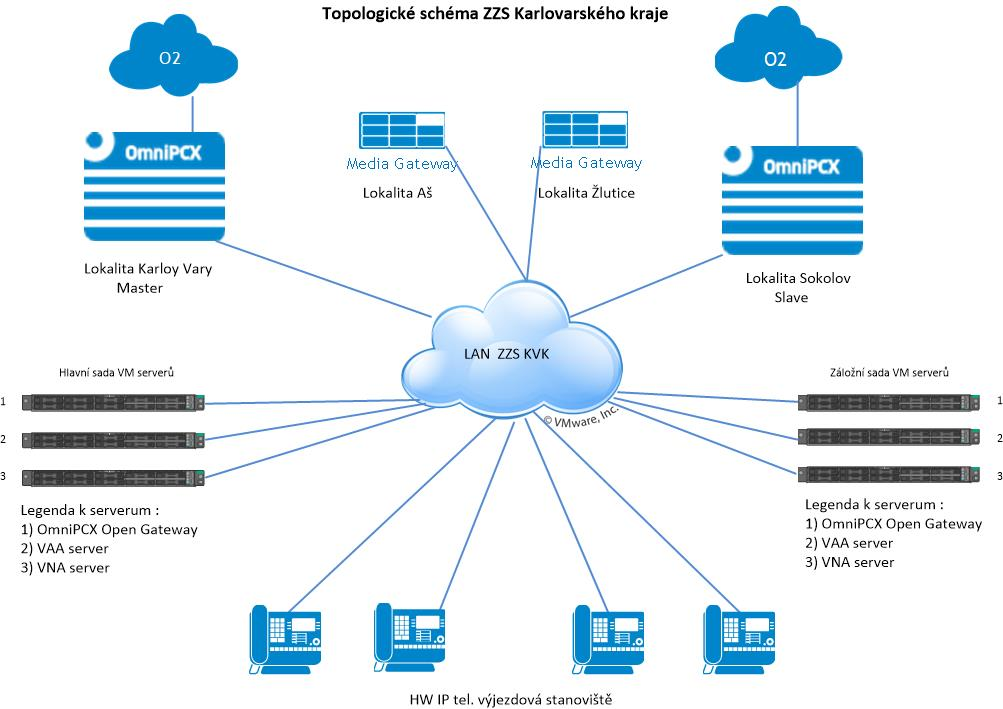 Topologické schéma ZZS Karlovarského kraje
O2
O2
OmniPCX
OmniPCX
Media Gateway
Media Gateway
Lokalita Aš
Lokalita Žlutice
Lokalita Karloy Vary
Master
Lokalita Sokolov
Slave
LAN ZZS KVK
© VMware, Inc.
Hlavní sada VM serverů
1
2
3
Legenda k serverum :
1) OmniPCX Open Gateway
2) VAA server
3) VNA server
Záložní sada VM serverů
1
2
3
Legenda k serverum :
1) OmniPCX Open Gateway
2) VAA server
3) VNA server
HW IP tel. výjezdová stanoviště